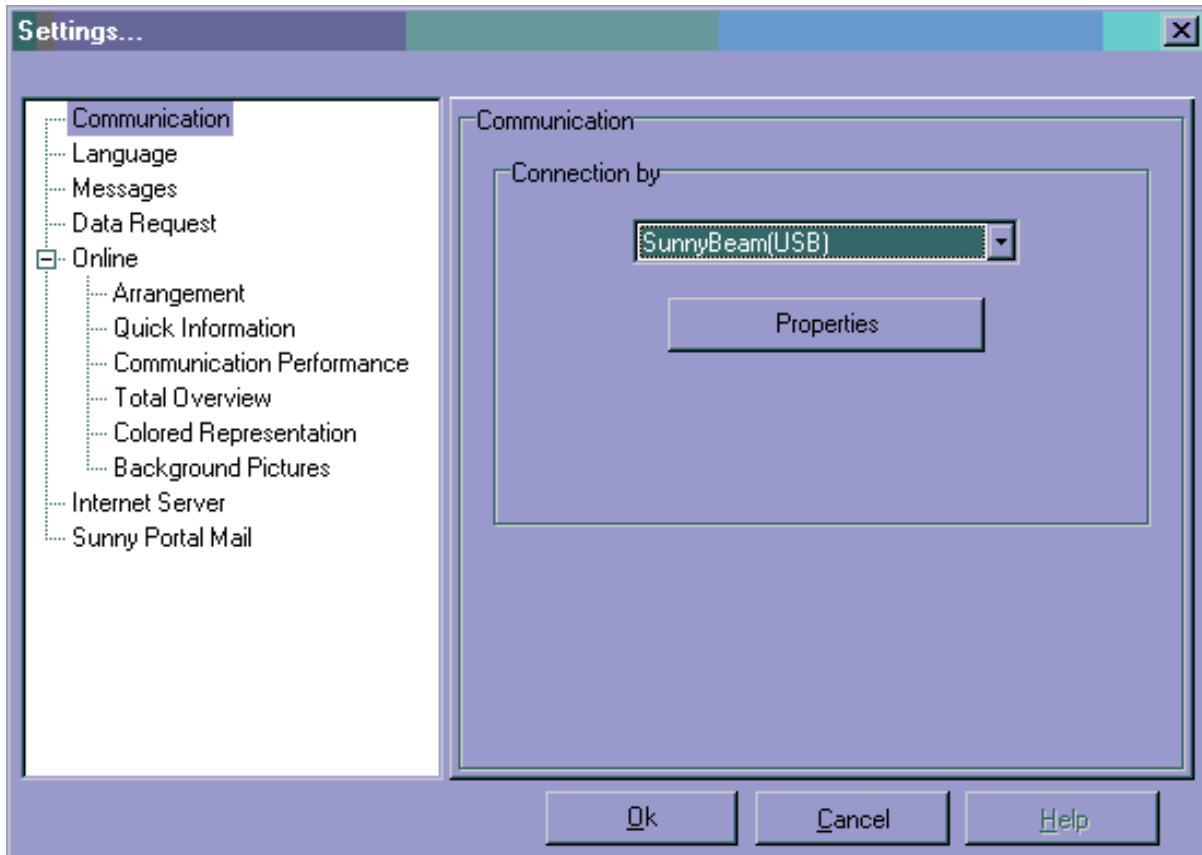 Settings...
Communication
Language
Messages
Data Request
Online
Arrangement
Quick Information
Communication Performance
Total Overview
Colored Representation
Background Pictures
Internet Server
Sunny Portal Mail
Communication
Connection by
SunnyBeam(USB)
Properties
Ok
Cancel
Help